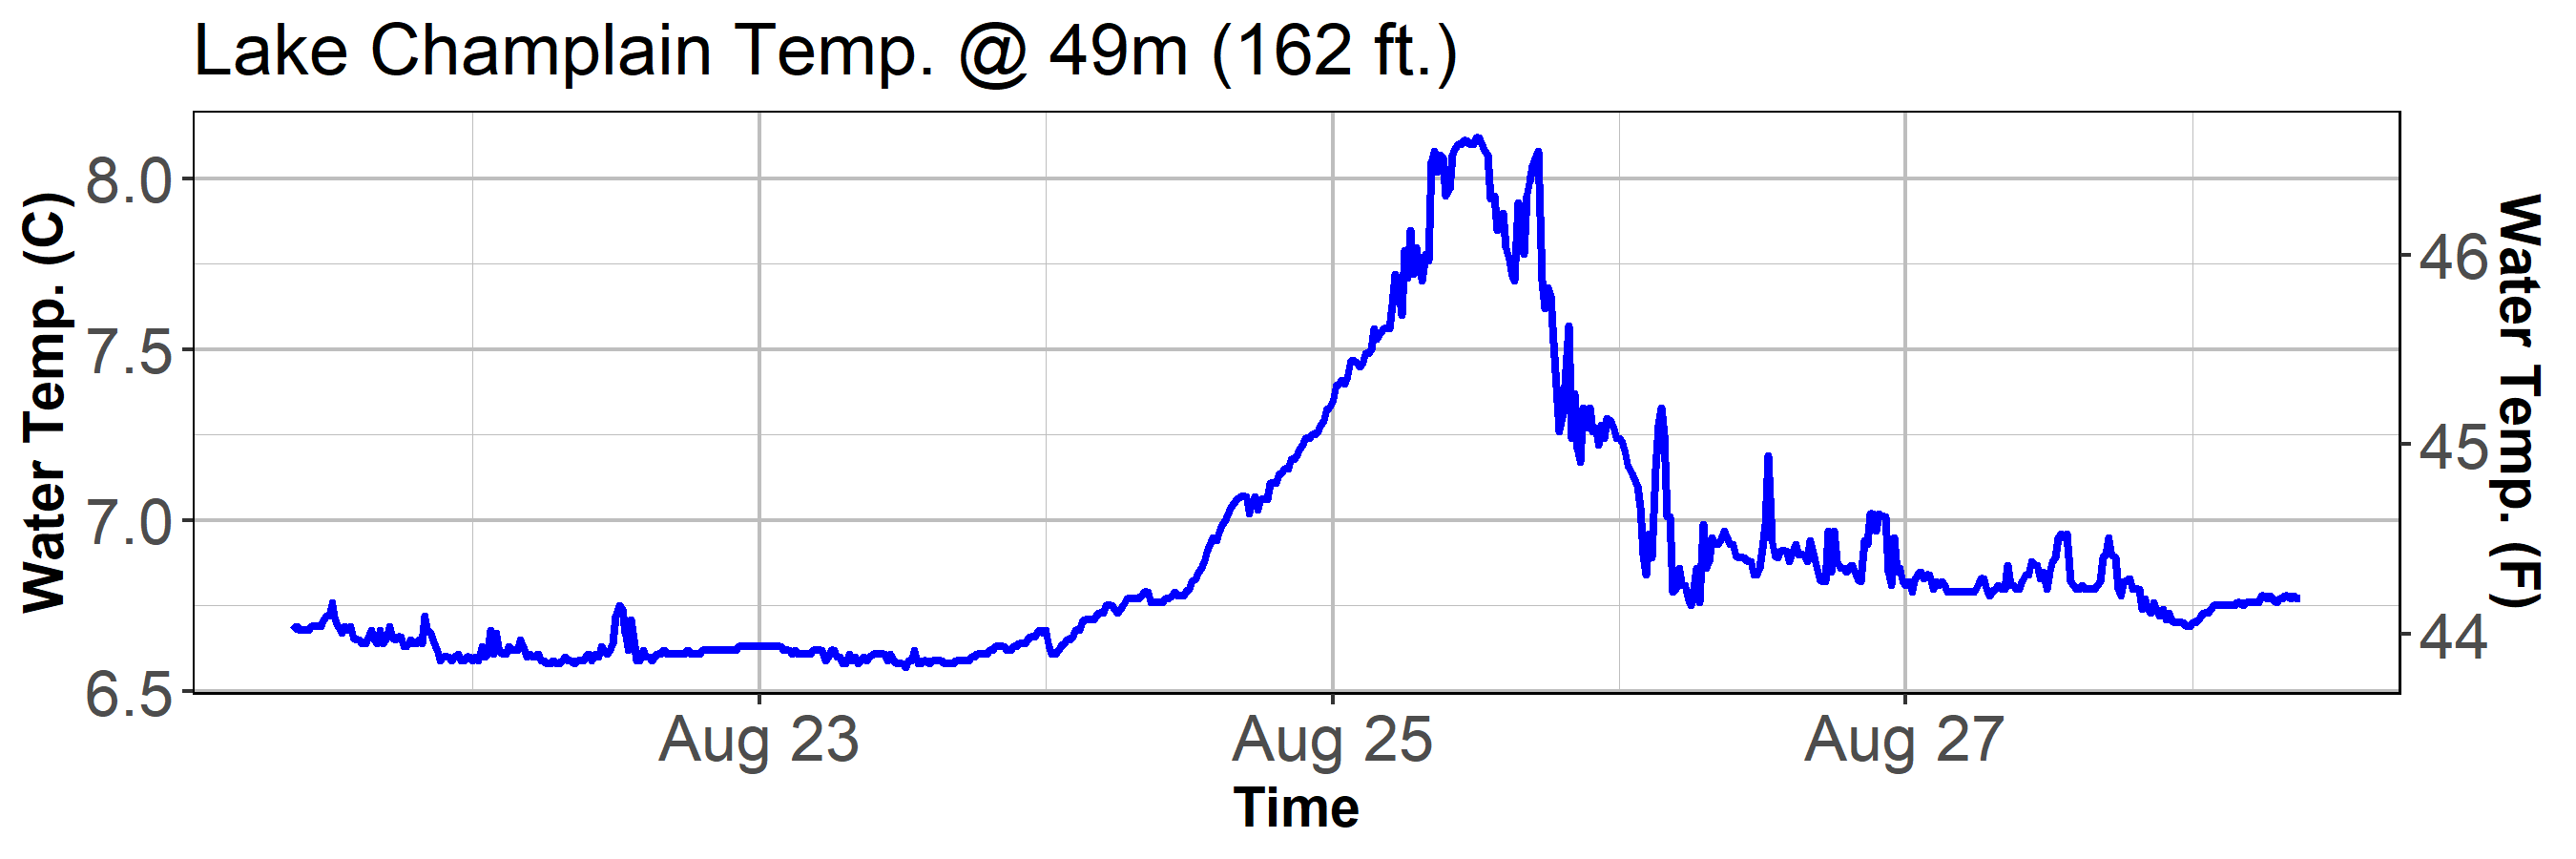 Lake Champlain Temp. @ 49m (162 ft.)
Water Temp. (C)
8.0
7.5
7.0
6.5
Water Temp. (F)
46
45
44
Aug 23 Aug 25 Aug 27
Time